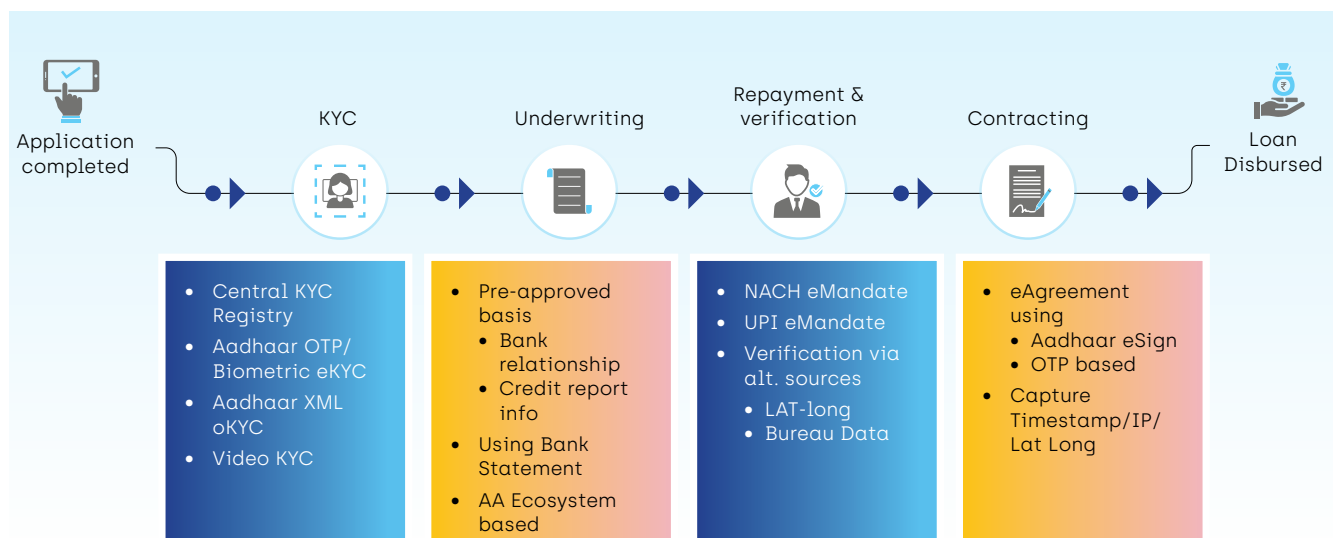 Application
completed
KYC
Underwriting
Repayment &
verification
Contracting
₹
Loan
Disbursed
• Central KYC
Registry
• Aadhaar OTP/
Biometric eKYC
• Aadhaar XML
oKYC
• Video KYC
• Pre-approved
basis
• Bank
relationship
• Credit report
info
• Using Bank
Statement
• AA Ecosystem
based
• NACH eMandate
• UPI eMandate
• Verification via
alt. sources
• LAT-long
• Bureau Data
• eAgreement
using
• Aadhaar eSign
• OTP based
• Capture
Timestamp/IP/
Lat Long